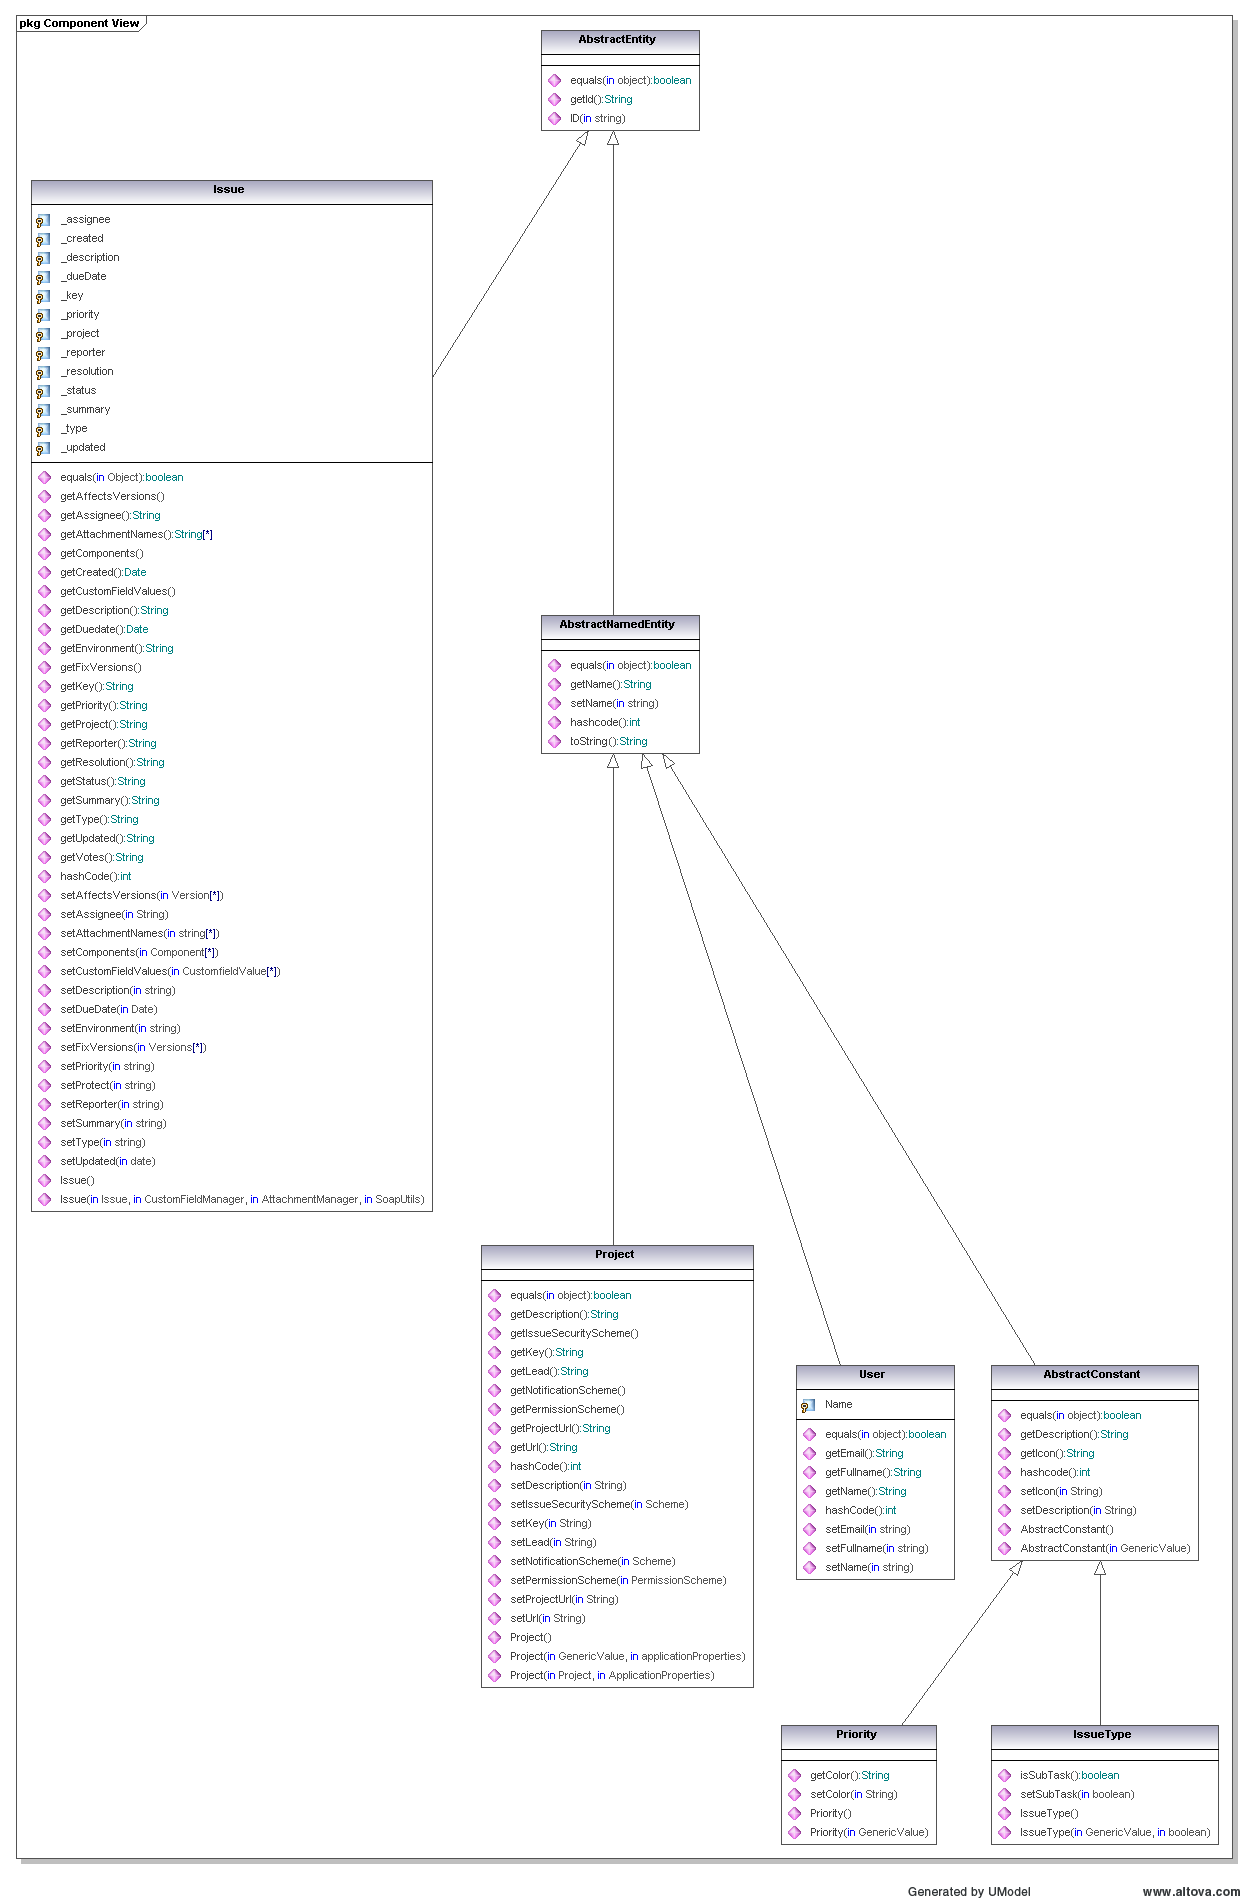 pkg Component View
AbstractEntity
equals(in object):boolean
getId():String
ID(in string)
Issue
_assignee
_created
_description
_dueDate
_key
_priority
_project
_reporter
_resolution
_status
_summary
_type
_updated
equals(in Object):boolean
getAffectsVersions()
getAssignee():String
getAttachmentNames():String[*]
getComponents()
getCreated():Date
getCustomFieldValues()
getDescription():String
getDuedate():Date
getEnvironment():String
getFixVersions()
getKey():String
getPriority():String
getProject():String
getReporter():String
getResolution():String
getStatus():String
getSummary():String
getType():String
getUpdated():String
getVotes():String
hashCode():int
setAffectsVersions(in Version[*])
setAssignee(in String)
setAttachmentNames(in string[*])
setComponents(in Component[*])
setCustomFieldValues(in CustomfieldValue[*])
setDescription(in string)
setDueDate(in Date)
setEnvironment(in string)
setFixVersions(in Versions[*])
setPriority(in string)
setProtect(in string)
setReporter(in string)
setSummary(in string)
setType(in string)
setUpdated(in date)
Issue()
Issue(in Issue, in CustomFieldManager, in AttachmentManager, in SoapUtils)
AbstractNamedEntity
equals(in object):boolean
getName():String
setName(in string)
hashcode():int
toString():String
Project
equals(in object):boolean
getDescription():String
getIssueSecurityScheme()
getKey():String
getLead():String
getNotificationScheme()
getPermissionScheme()
getProjectUrl():String
getUrl():String
hashCode():int
setDescription(in String)
setIssueSecurityScheme(in Scheme)
setKey(in String)
setLead(in String)
setNotificationScheme(in Scheme)
setPermissionScheme(in PermissionScheme)
setProjectUrl(in String)
setUrl(in String)
Project()
Project(in GenericValue, in applicationProperties)
Project(in Project, in ApplicationProperties)
User
Name
equals(in object):boolean
getEmail():String
getFullname():String
getName():String
hashCode():int
setEmail(in string)
setFullname(in string)
setName(in string)
AbstractConstant
equals(in object):boolean
getDescription():String
getIcon():String
hashcode():int
setIcon(in String)
setDescription(in String)
AbstractConstant()
AbstractConstant(in GenericValue)
Priority
getColor():String
setColor(in String)
Priority()
Priority(in GenericValue)
IssueType
isSubTask():boolean
setSubTask(in boolean)
IssueType()
IssueType(in GenericValue, in boolean)
Generated by UModel
www.altova.com